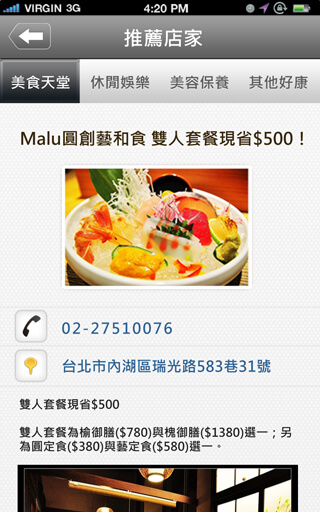 VIRGIN 3G 4:20 PM
推薦店家
美食天堂 休閒娛樂 美容保養 其他好康
Malu圓創藝和食 雙人套餐現省$500！
02-27510076
台北市內湖區瑞光路583巷31號
雙人套餐現省$500
雙人套餐為榆御膳($780)與槐御膳($1380)選一；另
為圓定食($380)與藝定食($580)選一。